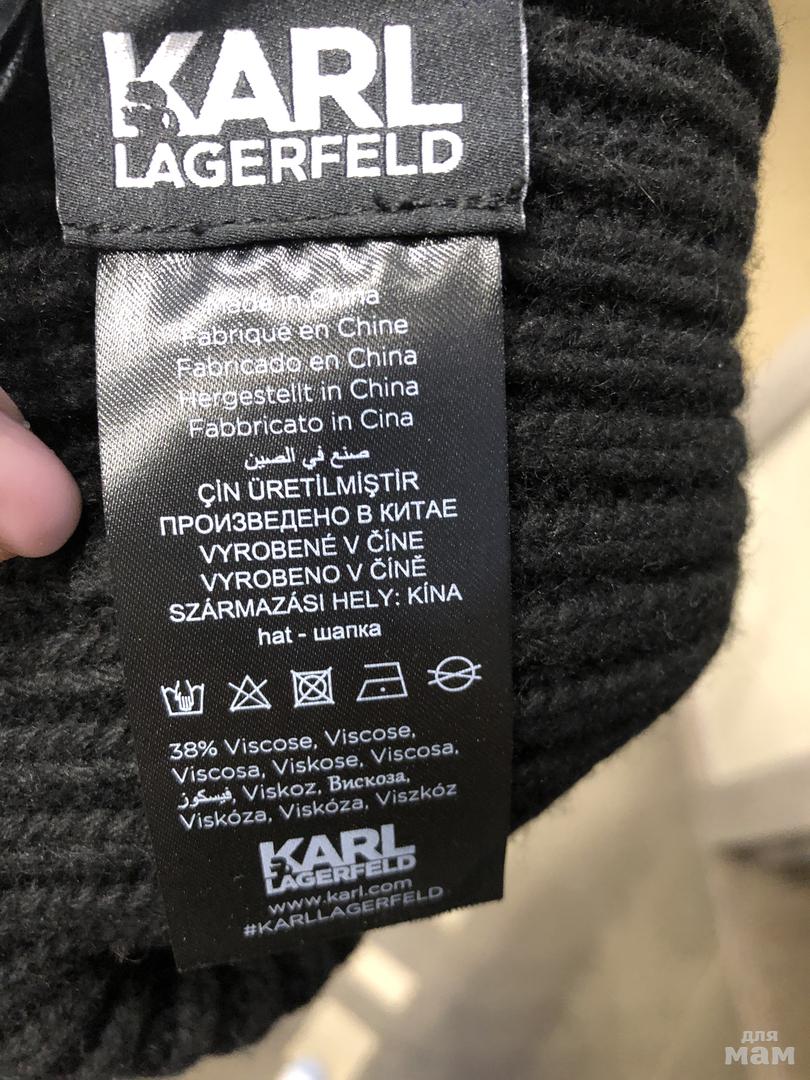 KARL
LAGERFELD
Made in China
Fabriqué en Chine
Fabricado en China
Hergestellt in China
Fabbricato in Cina
صنع في الصين
ÇİN ÜRETİLMİŞTİR
ПРОИЗВЕДЕНО В КИТАЕ
VYROBENÉ V ČÍNE
VYROBENO V ČÍNĚ
SZÁRMAZÁSI HELY: KÍNA
hat - шапка
38% Viscose, Viscose,
Viscosa, Viskose, Viscosa,
فيسكوز, Viskoz, Вискоза,
Viskóza, Viskóza, Viszkóz
KARL
LAGERFELD
www.karl.com
#KARLLAGERFELD
для
мам